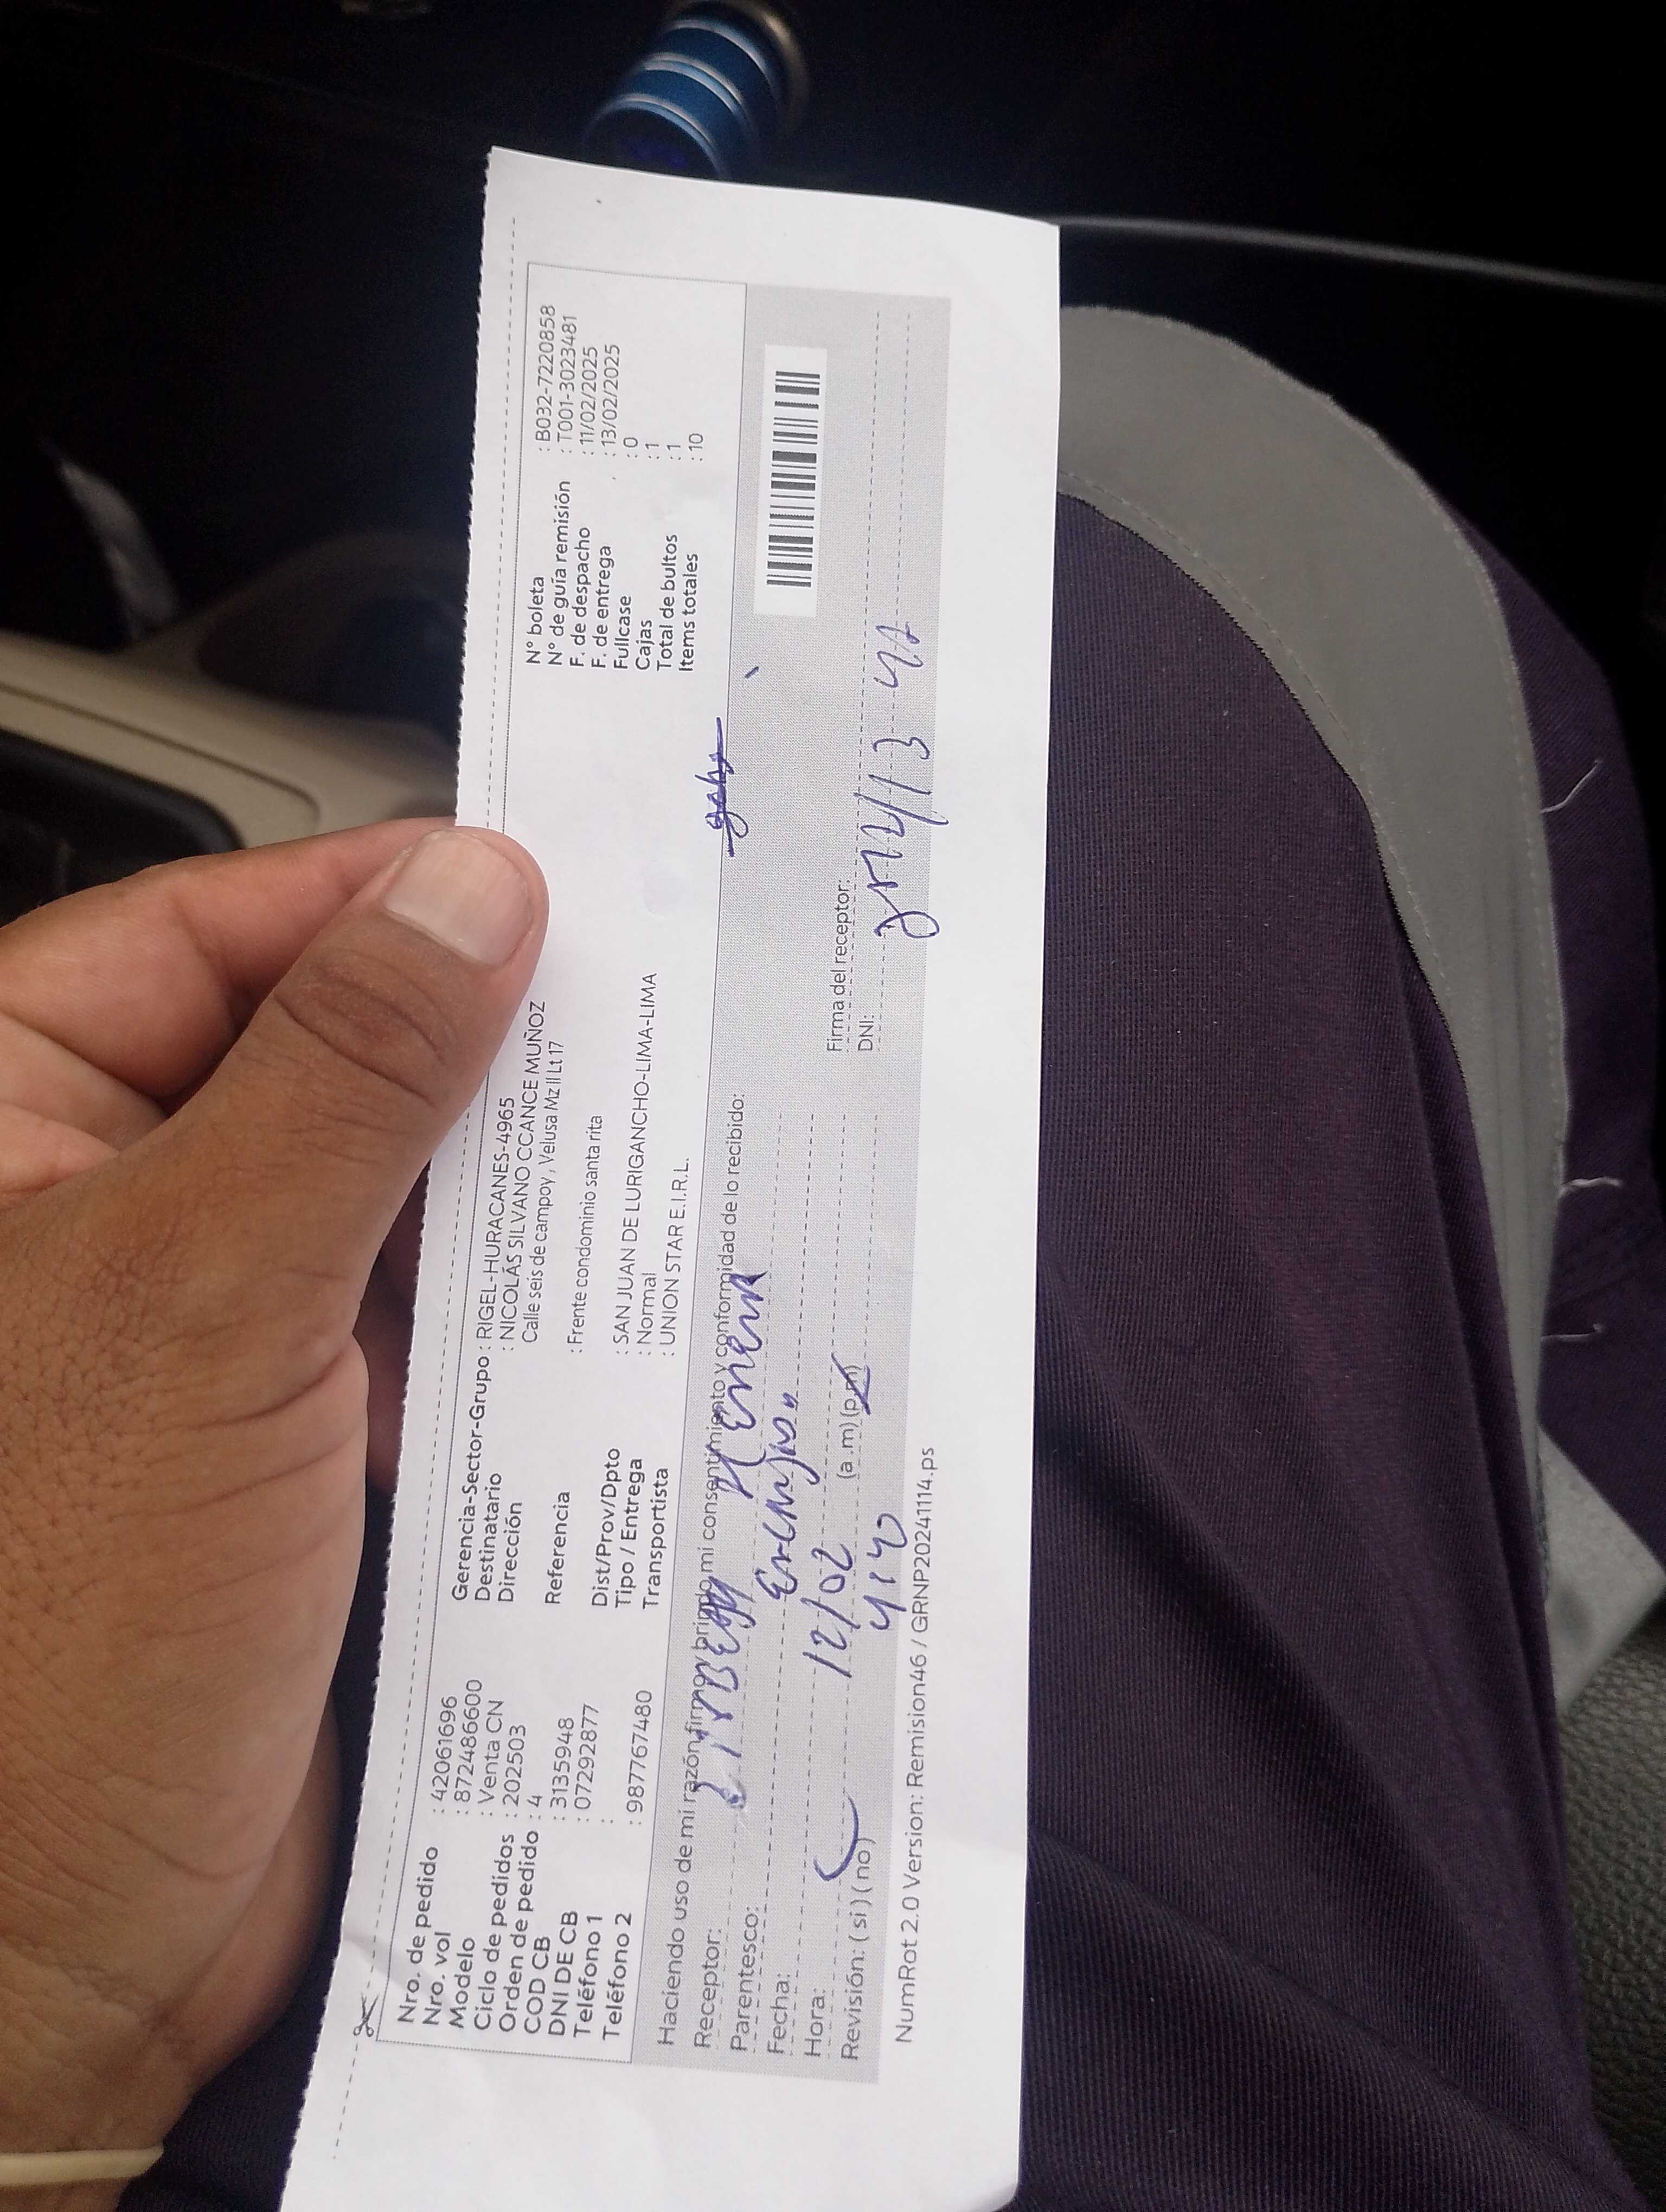 Nro. de pedido : 42061696
Nro. vol : 872486600
Modelo : Venta CN
Ciclo de pedidos : 202503
Orden de pedido : 4
COD CB : 3135948
DNI DE CB : 07292877
Teléfono 1 :
Teléfono 2 : 987767480
Gerencia-Sector-Grupo : RIGEL-HURACANES-4965
Destinatario : NICOLÁS SILVANO CCANCE MUÑOZ
Dirección Calle seis de campoy , Velusa Mz II Lt 17
Referencia : Frente condominio santa rita
Dist/Prov/Dpto : SAN JUAN DE LURIGANCHO-LIMA-LIMA
Tipo / Entrega : Normal
Transportista : UNION STAR E.I.R.L.
N° boleta : B032-7220858
N° de guía remisión : T001-3023481
F. de despacho : 11/02/2025
F. de entrega : 13/02/2025
Fullcase : 0
Cajas : 1
Total de bultos : 1
Items totales : 10
Haciendo uso de mi razón firmo y brindo mi consentimiento y conformidad de lo recibido:
Receptor:
Parentesco:
Fecha: 12/02
Hora: (a .m) (p.m)
Revisión: ( si ) ( no )
Firma del receptor:
DNI:
NumRot 2.0 Version: Remision46 / GRNP20241114.ps